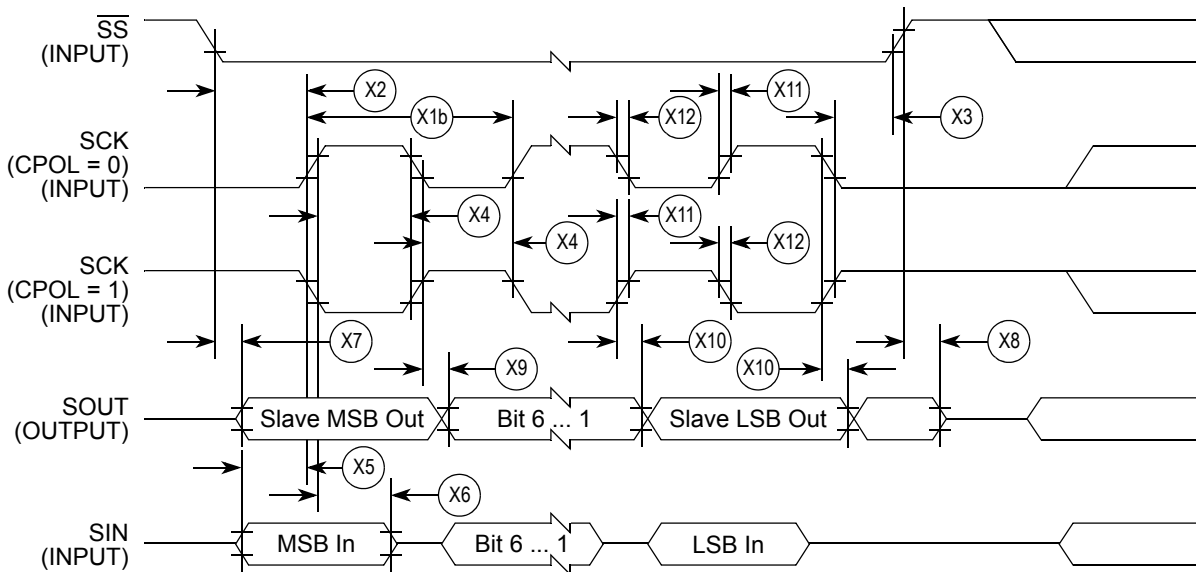 SS
(INPUT)
X2
X11
X1b
X12
X3
SCK
(CPOL = 0)
(INPUT)
X4
X11
X4
X12
SCK
(CPOL = 1)
(INPUT)
X7
X9
X10
X10
X8
SOUT
(OUTPUT)
Slave MSB Out
Bit 6 ... 1
Slave LSB Out
X5
X6
SIN
(INPUT)
MSB In
Bit 6 ... 1
LSB In